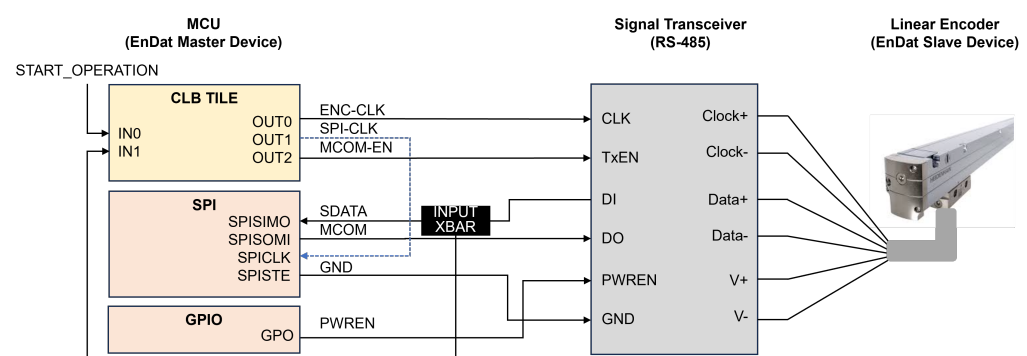 MCU
(EnDat Master Device)
Signal Transceiver
(RS-485)
Linear Encoder
(EnDat Slave Device)
START_OPERATION
CLB TILE
IN0
IN1
OUT0
OUT1
OUT2
ENC-CLK
SPI-CLK
MCOM-EN
SPI
SPISIMO
SPISOMI
SPICLK
SPISTE
SDATA
MCOM
GND
INPUT
XBAR
GPIO
GPO
PWREN
CLK
TxEN
DI
DO
PWREN
GND
Clock+
Clock-
Data+
Data-
V+
V-